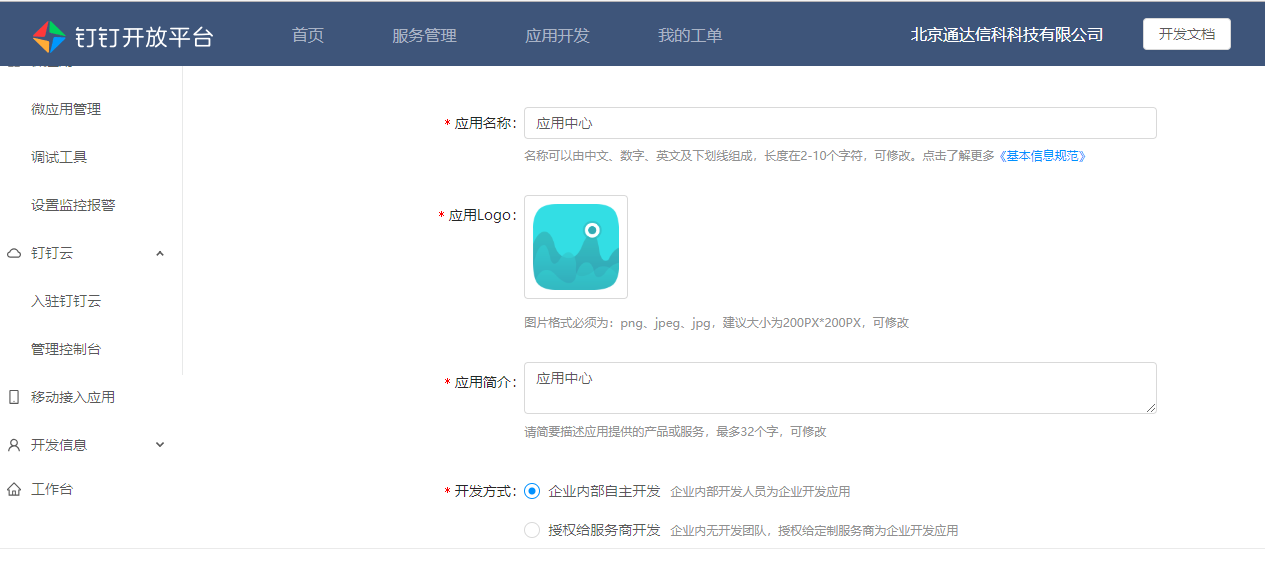 钉钉开放平台 首页 服务管理 应用开发 我的工单 北京通达信科科技有限公司 开发文档
微应用管理
调试工具
设置监控报警
钉钉云
入驻钉钉云
管理控制台
移动接入应用
开发信息
工作台
* 应用名称: 应用中心
名称可以由中文、数字、英文及下划线组成，长度在2-10个字符，可修改。点击了解更多《基本信息规范》
* 应用Logo:
图片格式必须为：png、jpeg、jpg，建议大小为200PX*200PX，可修改
* 应用简介: 应用中心
请简要描述应用提供的产品或服务，最多32个字，可修改
* 开发方式: 企业内部自主开发 企业内部开发人员为企业开发应用
授权给服务商开发 企业内无开发团队，授权给定制服务商为企业开发应用